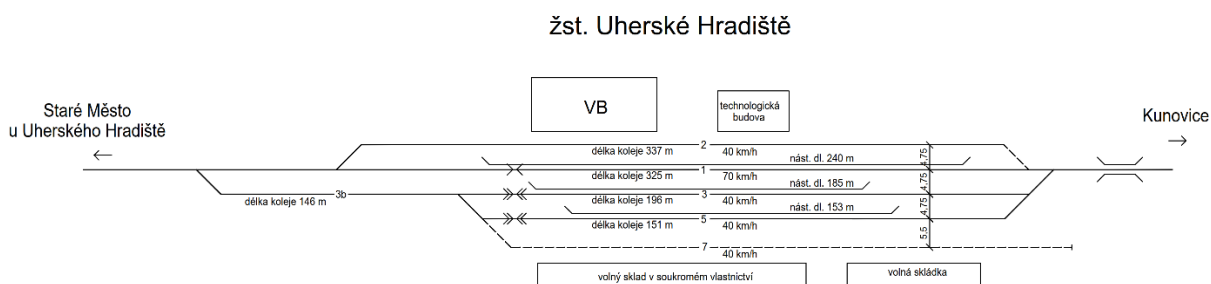 žst. Uherské Hradiště
VB
technologická
budova
Staré Město
u Uherského Hradiště
Kunovice
2
délka koleje 337 m
40 km/h
nást. dl. 240 m
4,75
1
délka koleje 325 m
70 km/h
nást. dl. 185 m
4,75
3b
délka koleje 146 m
3
délka koleje 196 m
40 km/h
nást. dl. 153 m
4,75
5
délka koleje 151 m
40 km/h
5,5
7
40 km/h
volný sklad v soukromém vlastnictví
volná skládka